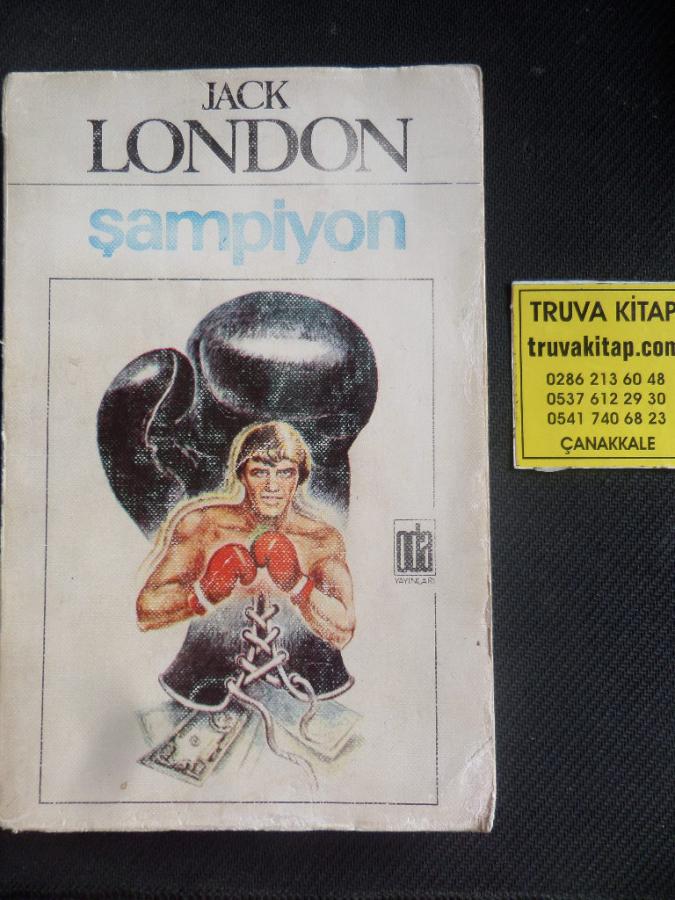 JACK
LONDON
şampiyon
oda
YAYINLARI
TRUVA KİTAP
truvakitap.com
0286 213 60 48
0537 612 29 30
0541 740 68 23
ÇANAKKALE